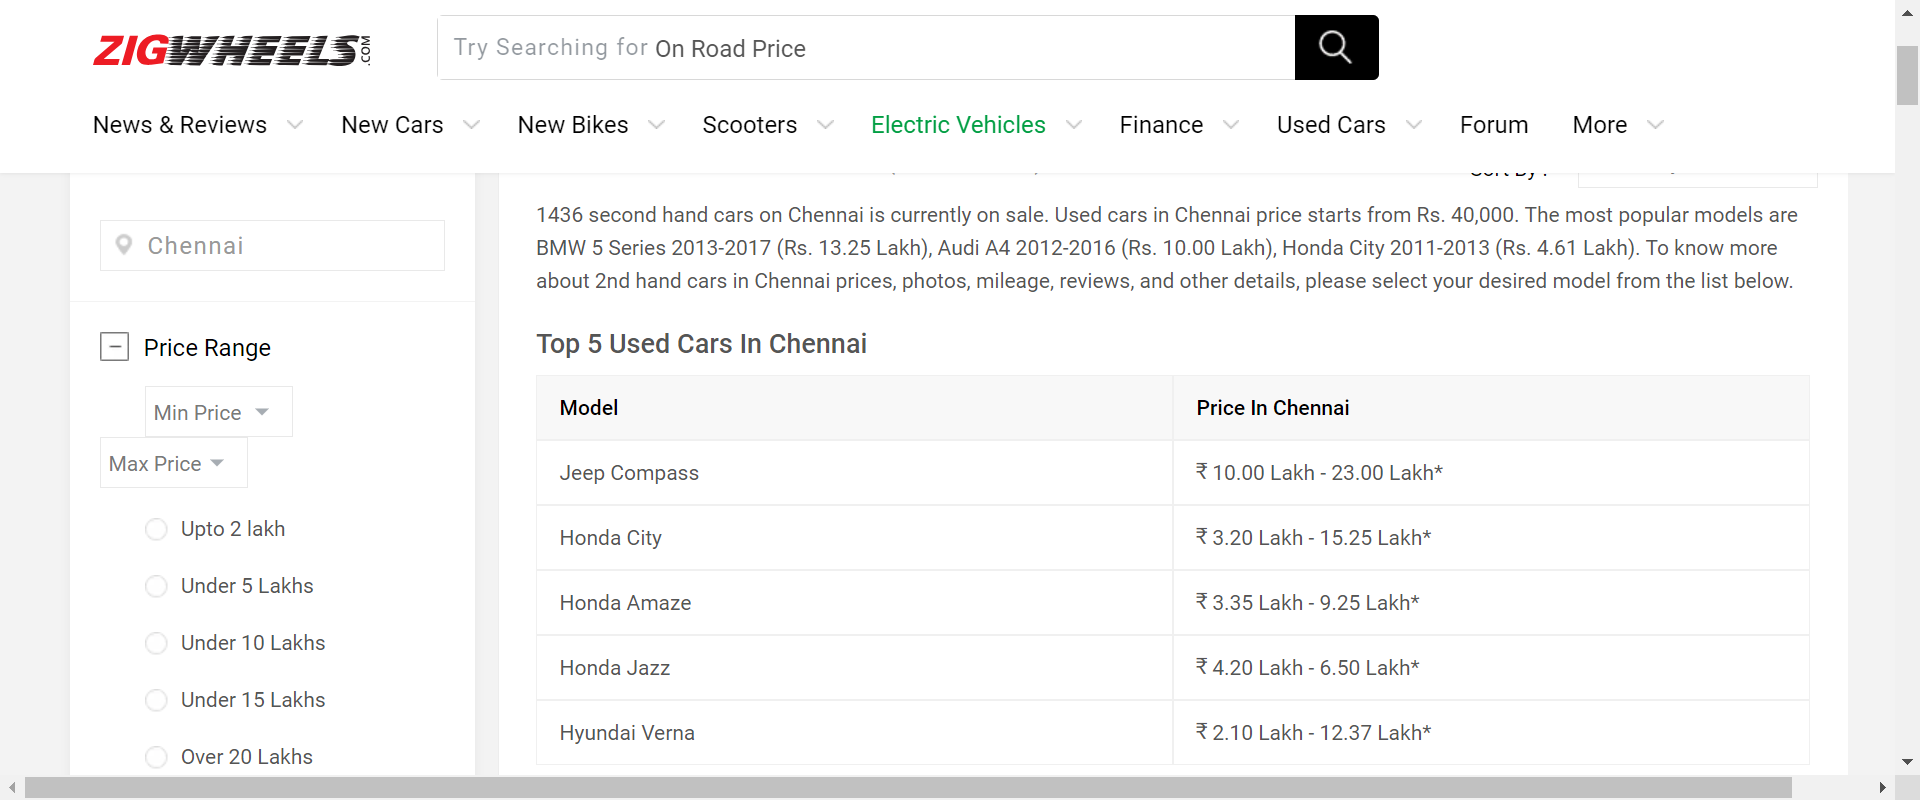 ZIGWHEELS.COM
Try Searching for On Road Price
News & Reviews New Cars New Bikes Scooters Electric Vehicles Finance Used Cars Forum More
Sort By :
Chennai
Price Range
Min Price
Max Price
Upto 2 lakh
Under 5 Lakhs
Under 10 Lakhs
Under 15 Lakhs
Over 20 Lakhs
1436 second hand cars on Chennai is currently on sale. Used cars in Chennai price starts from Rs. 40,000. The most popular models are
BMW 5 Series 2013-2017 (Rs. 13.25 Lakh), Audi A4 2012-2016 (Rs. 10.00 Lakh), Honda City 2011-2013 (Rs. 4.61 Lakh). To know more
about 2nd hand cars in Chennai prices, photos, mileage, reviews, and other details, please select your desired model from the list below.
Top 5 Used Cars In Chennai
Model Price In Chennai
Jeep Compass ₹ 10.00 Lakh - 23.00 Lakh*
Honda City ₹ 3.20 Lakh - 15.25 Lakh*
Honda Amaze ₹ 3.35 Lakh - 9.25 Lakh*
Honda Jazz ₹ 4.20 Lakh - 6.50 Lakh*
Hyundai Verna ₹ 2.10 Lakh - 12.37 Lakh*